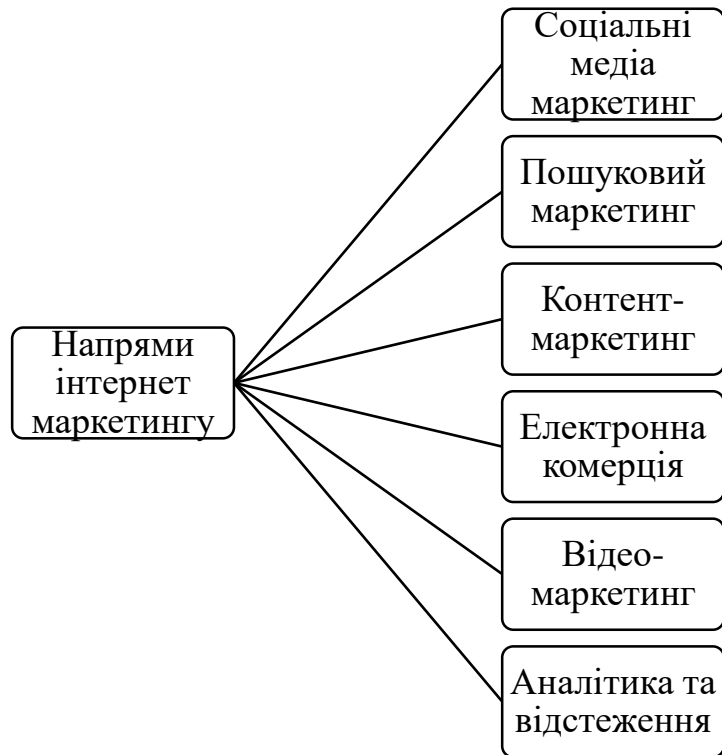 Соціальні
медіа
маркетинг
Пошуковий
маркетинг
Контент-
маркетинг
Напрями
інтернет
маркетингу
Електронна
комерція
Відео-
маркетинг
Аналітика та
відстеження